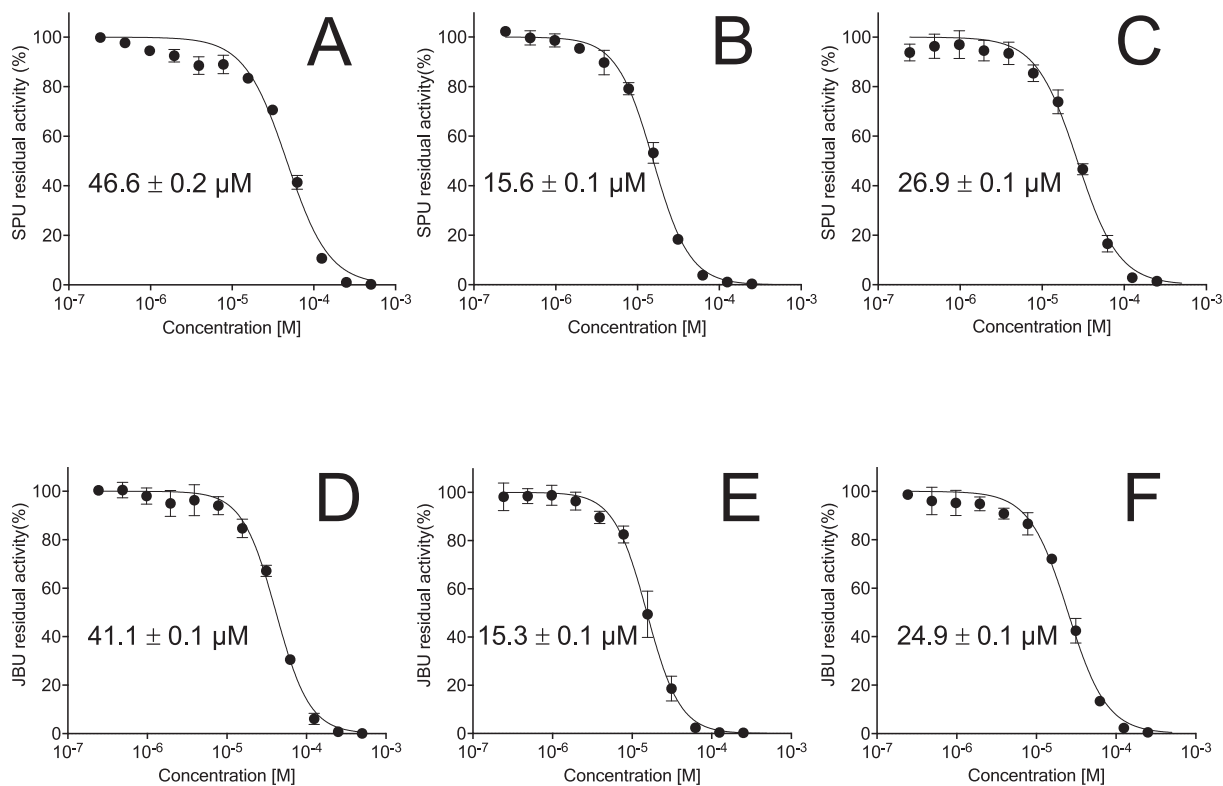 A
SPU residual activity (%)
100
80
60
40
20
0
46.6 ± 0.2 µM
10-7
10-6
10-5
10-4
10-3
Concentration [M]
B
SPU residual activity(%)
100
80
60
40
20
0
15.6 ± 0.1 µM
10-7
10-6
10-5
10-4
10-3
Concentration [M]
C
SPU residual activity (%)
100
80
60
40
20
0
26.9 ± 0.1 µM
10-7
10-6
10-5
10-4
10-3
Concentration [M]
D
JBU residual activity(%)
100
80
60
40
20
0
41.1 ± 0.1 µM
10-7
10-6
10-5
10-4
10-3
Concentration [M]
E
JBU residual activity(%)
100
80
60
40
20
0
15.3 ± 0.1 µM
10-7
10-6
10-5
10-4
10-3
Concentration [M]
F
JBU residual activity(%)
100
80
60
40
20
0
24.9 ± 0.1 µM
10-7
10-6
10-5
10-4
10-3
Concentration [M]